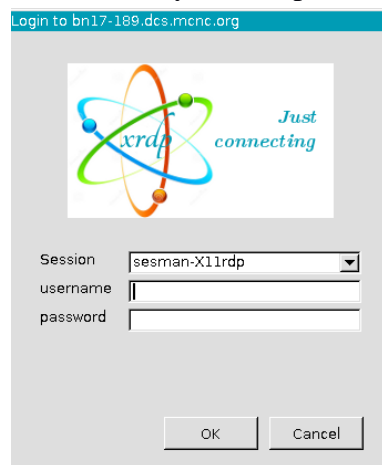 Login to bn17-189.dcs.mcnc.org
Just
xrdp connecting
Session sesman-X11rdp
username
password
OK Cancel